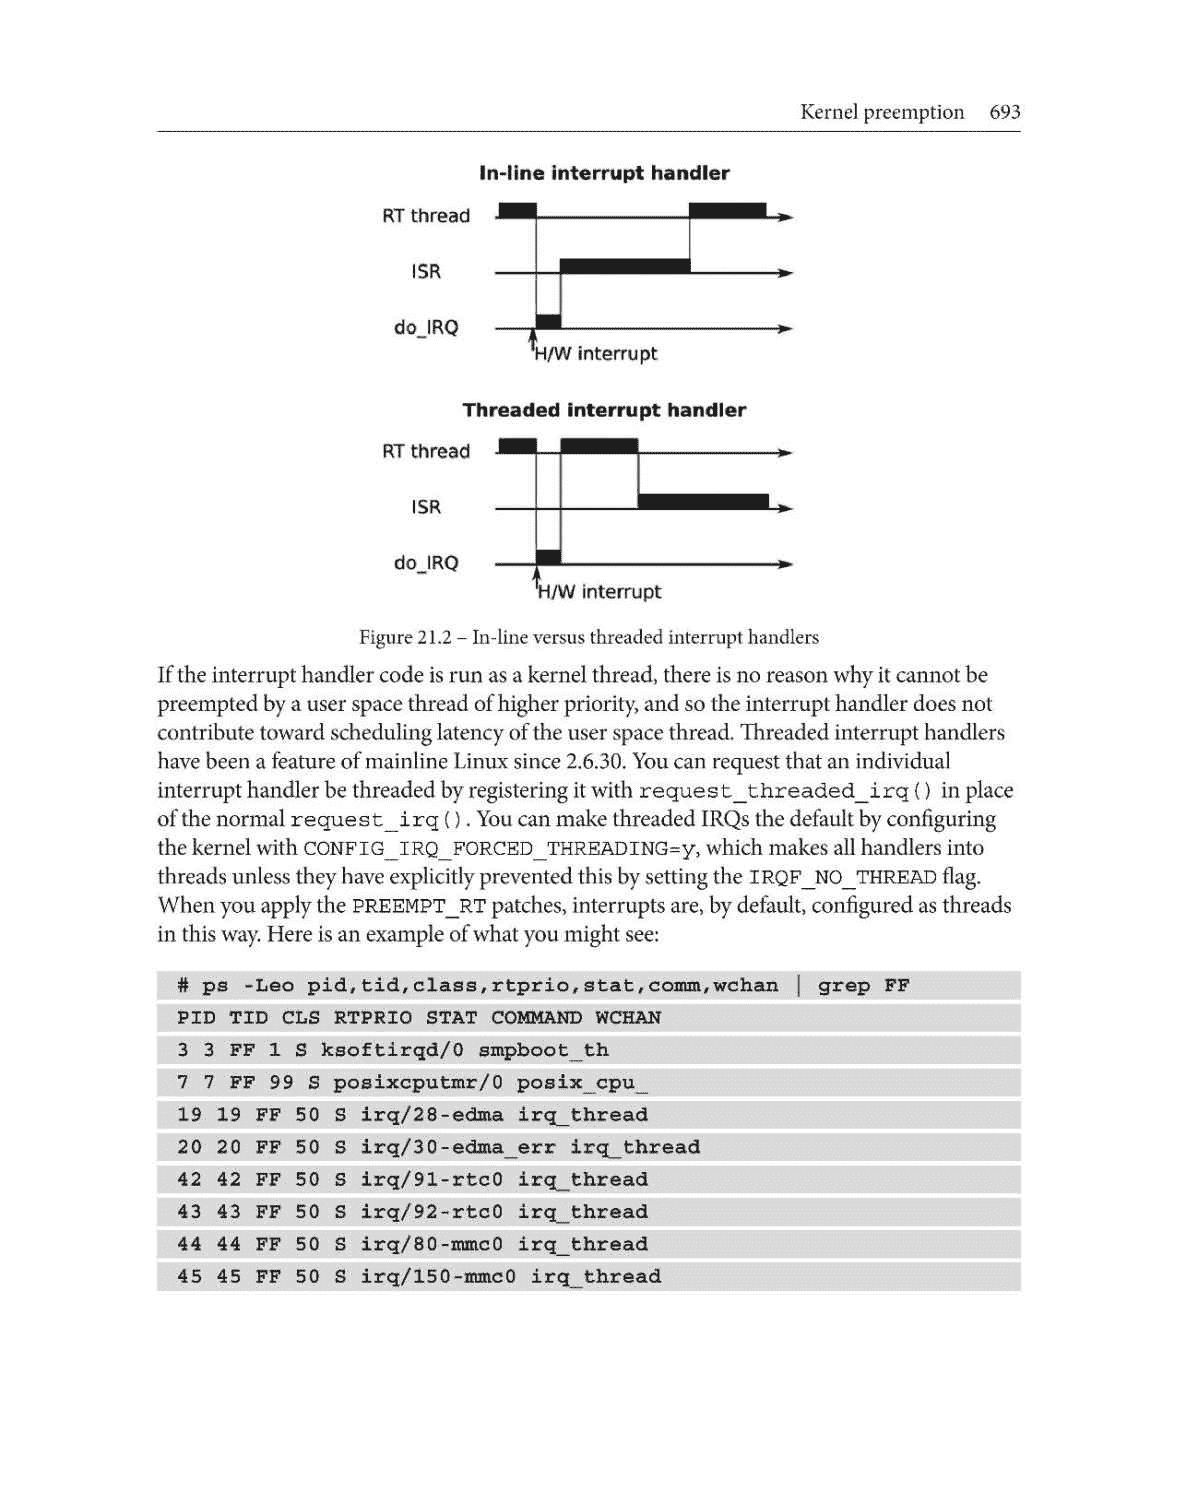 Kernel preemption 693
In-line interrupt handler
RT thread
ISR
do_IRQ
H/W interrupt
Threaded interrupt handler
RT thread
ISR
do_IRQ
H/W interrupt
Figure 21.2 – In-line versus threaded interrupt handlers
If the interrupt handler code is run as a kernel thread, there is no reason why it cannot be
preempted by a user space thread of higher priority, and so the interrupt handler does not
contribute toward scheduling latency of the user space thread. Threaded interrupt handlers
have been a feature of mainline Linux since 2.6.30. You can request that an individual
interrupt handler be threaded by registering it with request_threaded_irq() in place
of the normal request_irq(). You can make threaded IRQs the default by configuring
the kernel with CONFIG_IRQ_FORCED_THREADING=y, which makes all handlers into
threads unless they have explicitly prevented this by setting the IRQF_NO_THREAD flag.
When you apply the PREEMPT_RT patches, interrupts are, by default, configured as threads
in this way. Here is an example of what you might see:
# ps -Leo pid,tid,class,rtprio,stat,comm,wchan | grep FF
PID TID CLS RTPRIO STAT COMMAND WCHAN
3 3 FF 1 S ksoftirqd/0 smpboot_th
7 7 FF 99 S posixcputmr/0 posix_cpu_
19 19 FF 50 S irq/28-edma irq_thread
20 20 FF 50 S irq/30-edma_err irq_thread
42 42 FF 50 S irq/91-rtc0 irq_thread
43 43 FF 50 S irq/92-rtc0 irq_thread
44 44 FF 50 S irq/80-mmc0 irq_thread
45 45 FF 50 S irq/150-mmc0 irq_thread